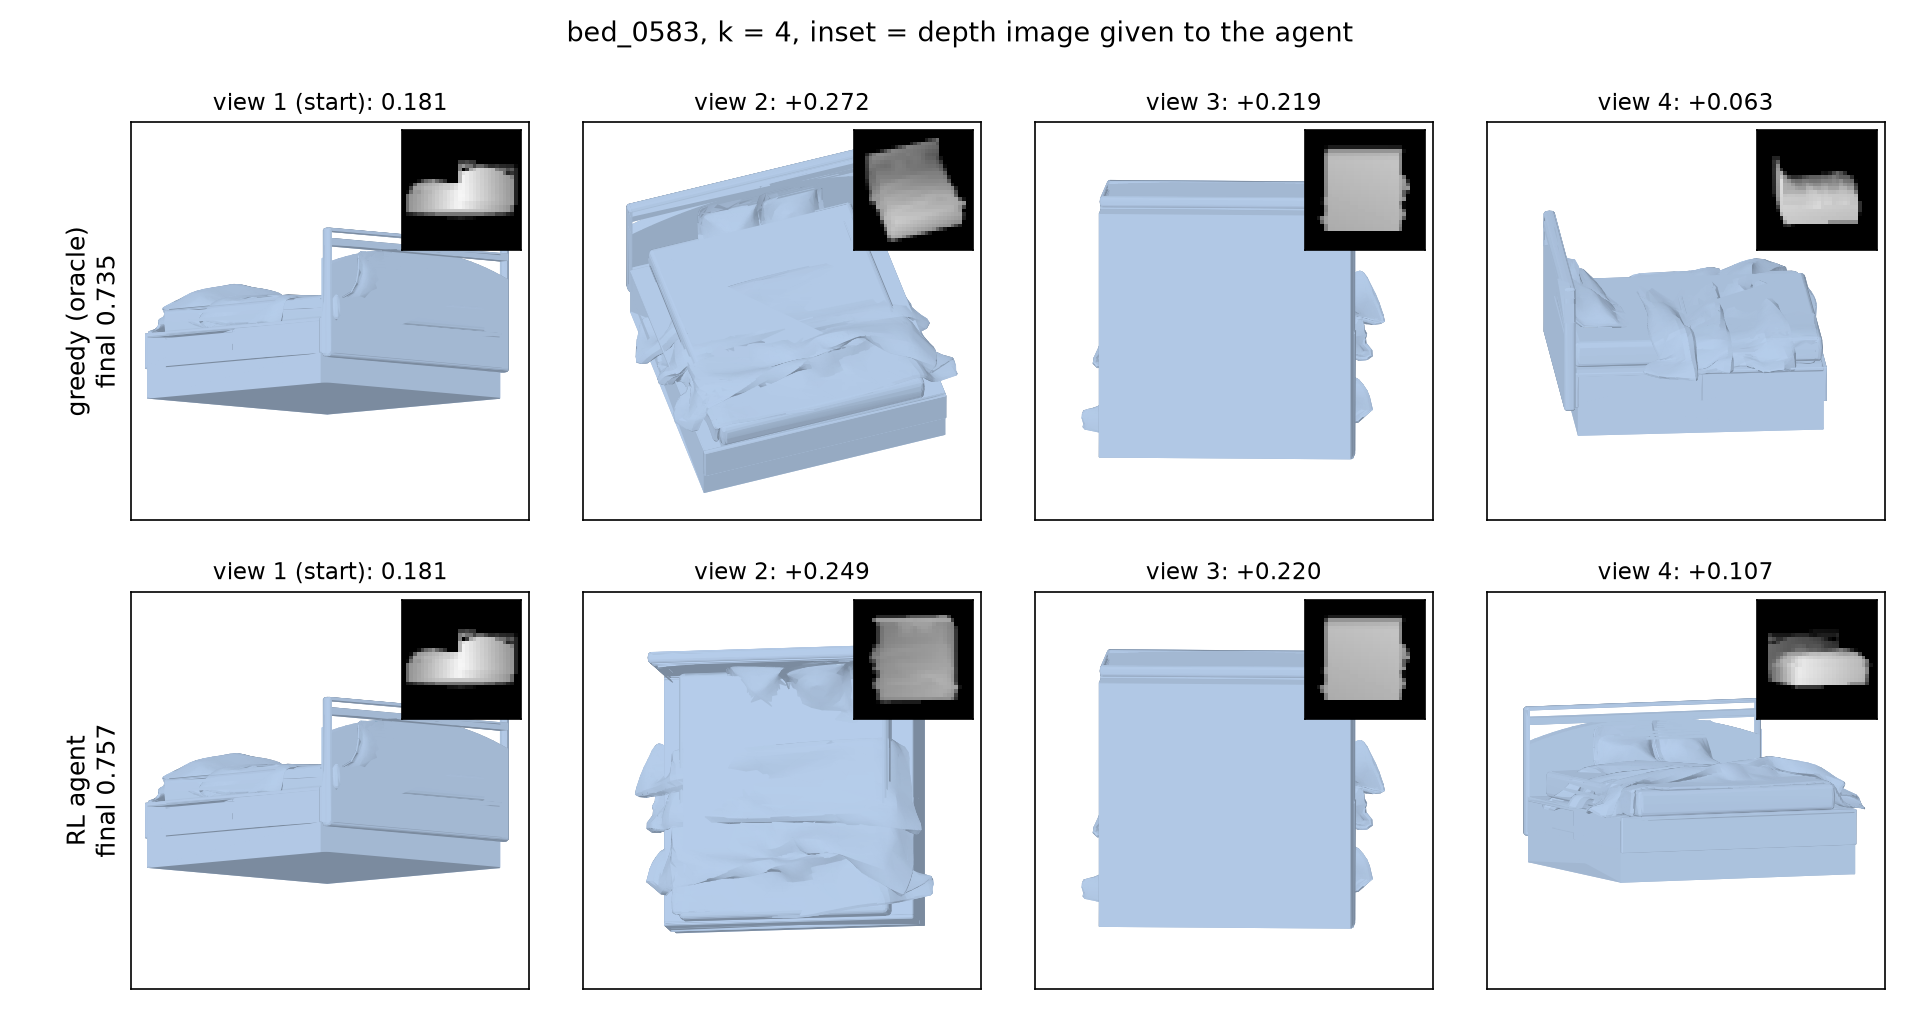 bed_0583, k = 4, inset = depth image given to the agent
view 1 (start): 0.181
view 2: +0.272
view 3: +0.219
view 4: +0.063
greedy (oracle)
final 0.735
view 1 (start): 0.181
view 2: +0.249
view 3: +0.220
view 4: +0.107
RL agent
final 0.757